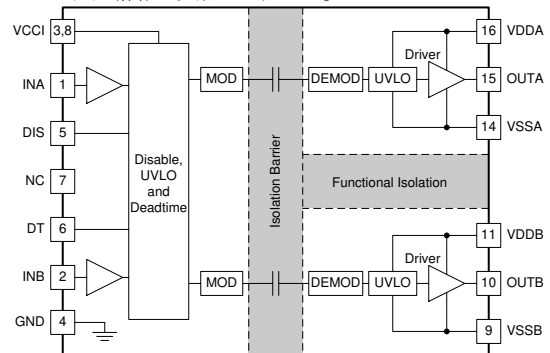 VCCI 3,8
INA 1
DIS 5
NC 7
DT 6
INB 2
GND 4
Disable,
UVLO
and
Deadtime
MOD
MOD
Isolation Barrier
DEMOD UVLO
Driver
Functional Isolation
DEMOD UVLO
Driver
16 VDDA
15 OUTA
14 VSSA
11 VDDB
10 OUTB
9 VSSB